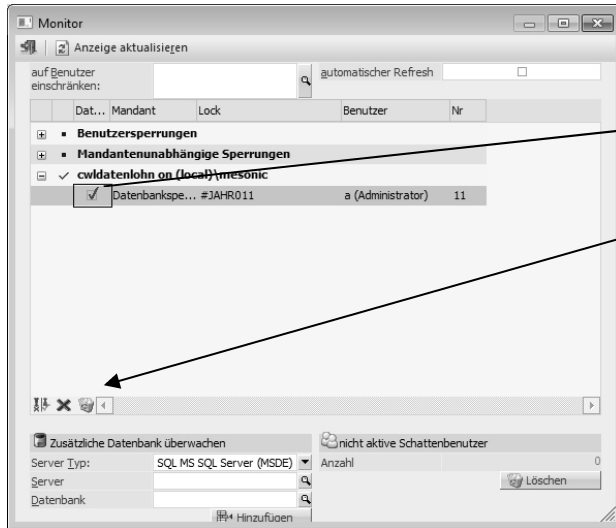 Monitor
Anzeige aktualisieren
auf Benutzer einschränken:
automatischer Refresh
Dat... Mandant Lock Benutzer Nr
Benutzersperrungen
Mandantenunabhängige Sperrungen
cwldatenlohn on (local)\mesonic
Datenbankspe... #JAHR011 a (Administrator) 11
Zusätzliche Datenbank überwachen
nicht aktive Schattenbenutzer
Server Typ: SQL MS SQL Server (MSDE)
Anzahl 0
Server
Löschen
Datenbank
Hinzufügen